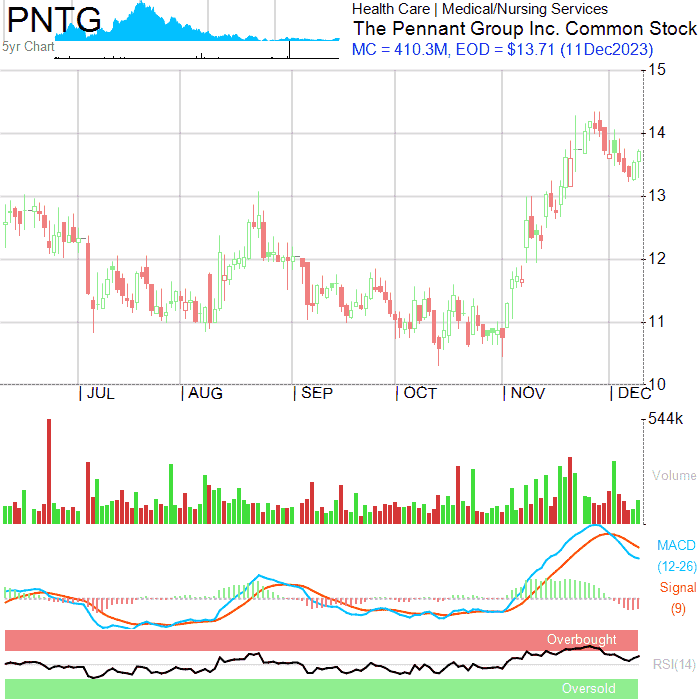 PNTG
5yr Chart
Health Care | Medical/Nursing Services
The Pennant Group Inc. Common Stock
MC = 410.3M, EOD = $13.71 (11Dec2023)
15
14
13
12
11
10
| JUL | AUG | SEP | OCT | NOV | DEC
544k
Volume
MACD
(12-26)
Signal
(9)
Overbought
RSI(14)
Oversold